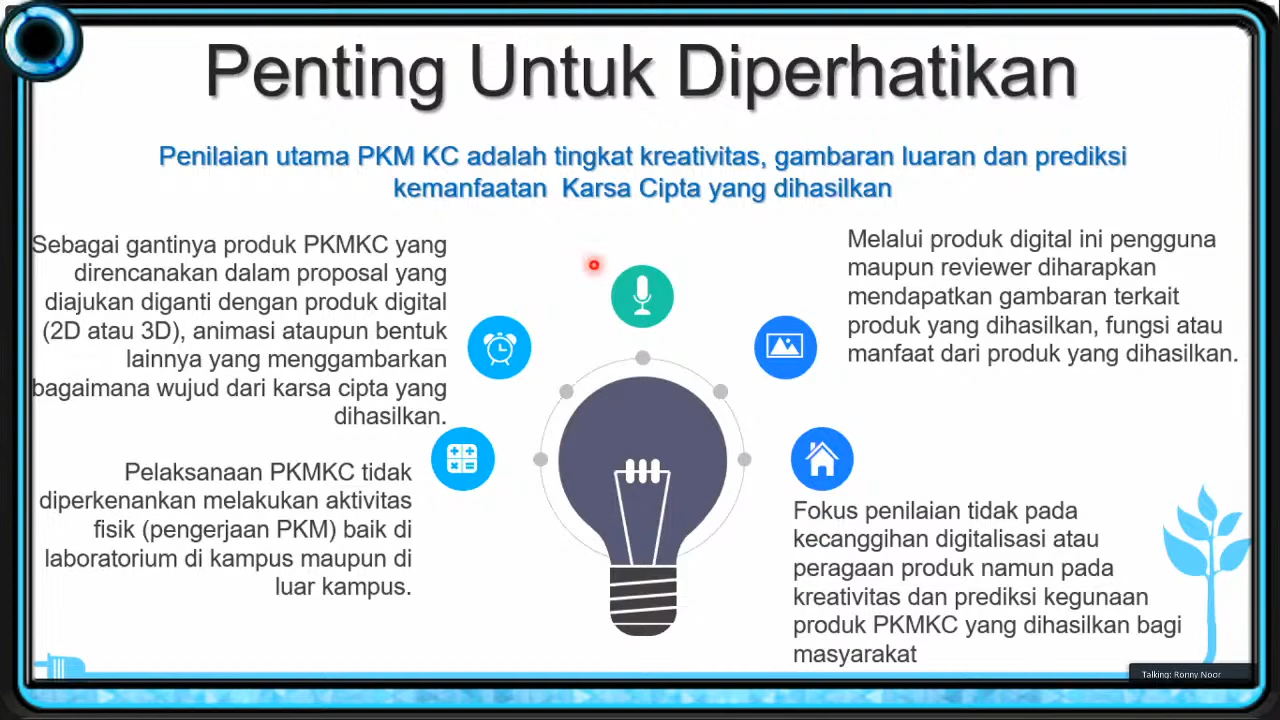 Penting Untuk Diperhatikan
Penilaian utama PKM KC adalah tingkat kreativitas, gambaran luaran dan prediksi
kemanfaatan Karsa Cipta yang dihasilkan
Sebagai gantinya produk PKMKC yang
direncanakan dalam proposal yang
diajukan diganti dengan produk digital
(2D atau 3D), animasi ataupun bentuk
lainnya yang menggambarkan
bagaimana wujud dari karsa cipta yang
dihasilkan.
Pelaksanaan PKMKC tidak
diperkenankan melakukan aktivitas
fisik (pengerjaan PKM) baik di
laboratorium di kampus maupun di
luar kampus.
Melalui produk digital ini pengguna
maupun reviewer diharapkan
mendapatkan gambaran terkait
produk yang dihasilkan, fungsi atau
manfaat dari produk yang dihasilkan.
Fokus penilaian tidak pada
kecanggihan digitalisasi atau
peragaan produk namun pada
kreativitas dan prediksi kegunaan
produk PKMKC yang dihasilkan bagi
masyarakat
Talking: Ronny Noor